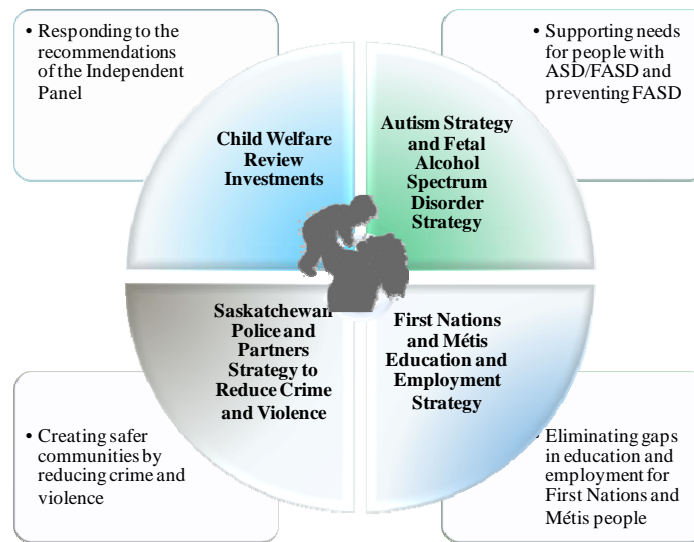 • Responding to the
recommendations
of the Independent
Panel
• Supporting needs
for people with
ASD/FASD and
preventing FASD
Child Welfare
Review
Investments
Autism Strategy
and Fetal
Alcohol
Spectrum
Disorder
Strategy
Saskatchewan
Police and
Partners
Strategy to
Reduce Crime
and Violence
First Nations
and Métis
Education and
Employment
Strategy
• Creating safer
communities by
reducing crime and
violence
• Eliminating gaps
in education and
employment for
First Nations and
Métis people